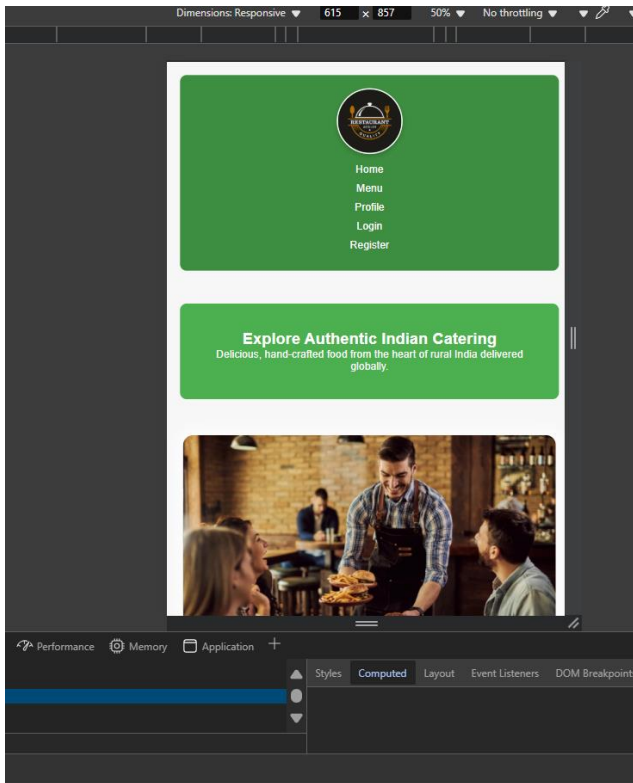 Dimensions: Responsive ▼ 615 x 857 50% ▼ No throttling ▼
RESTAURANT
QUALITY
Home
Menu
Profile
Login
Register
Explore Authentic Indian Catering
Delicious, hand-crafted food from the heart of rural India delivered
globally.
Performance Memory Application +
Styles Computed Layout Event Listeners DOM Breakpoint